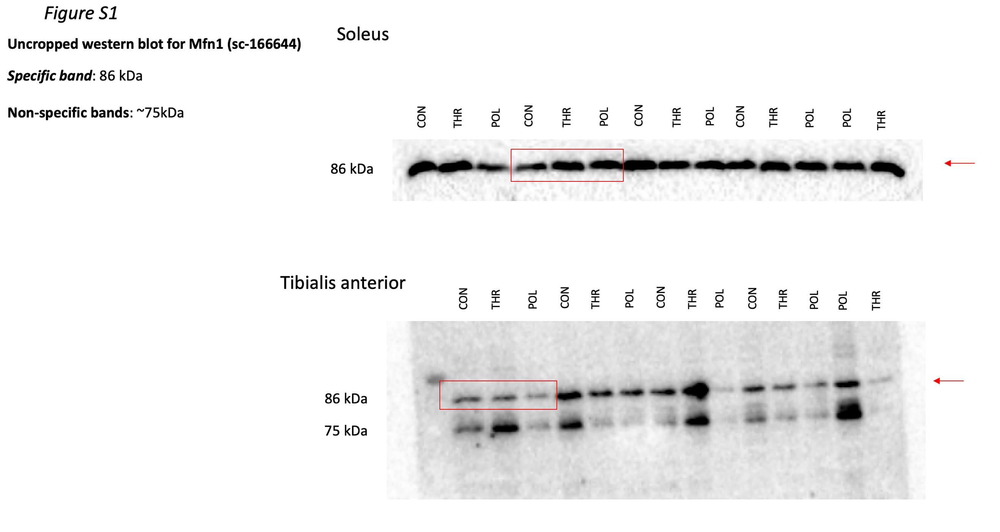 Figure S1
Uncropped western blot for Mfn1 (sc-166644)
Specific band: 86 kDa
Non-specific bands: ~75kDa
Soleus
CON THR POL CON THR POL CON THR POL CON THR POL POL THR
86 kDa
Tibialis anterior
CON THR POL CON THR POL CON THR POL CON THR POL POL THR
86 kDa
75 kDa